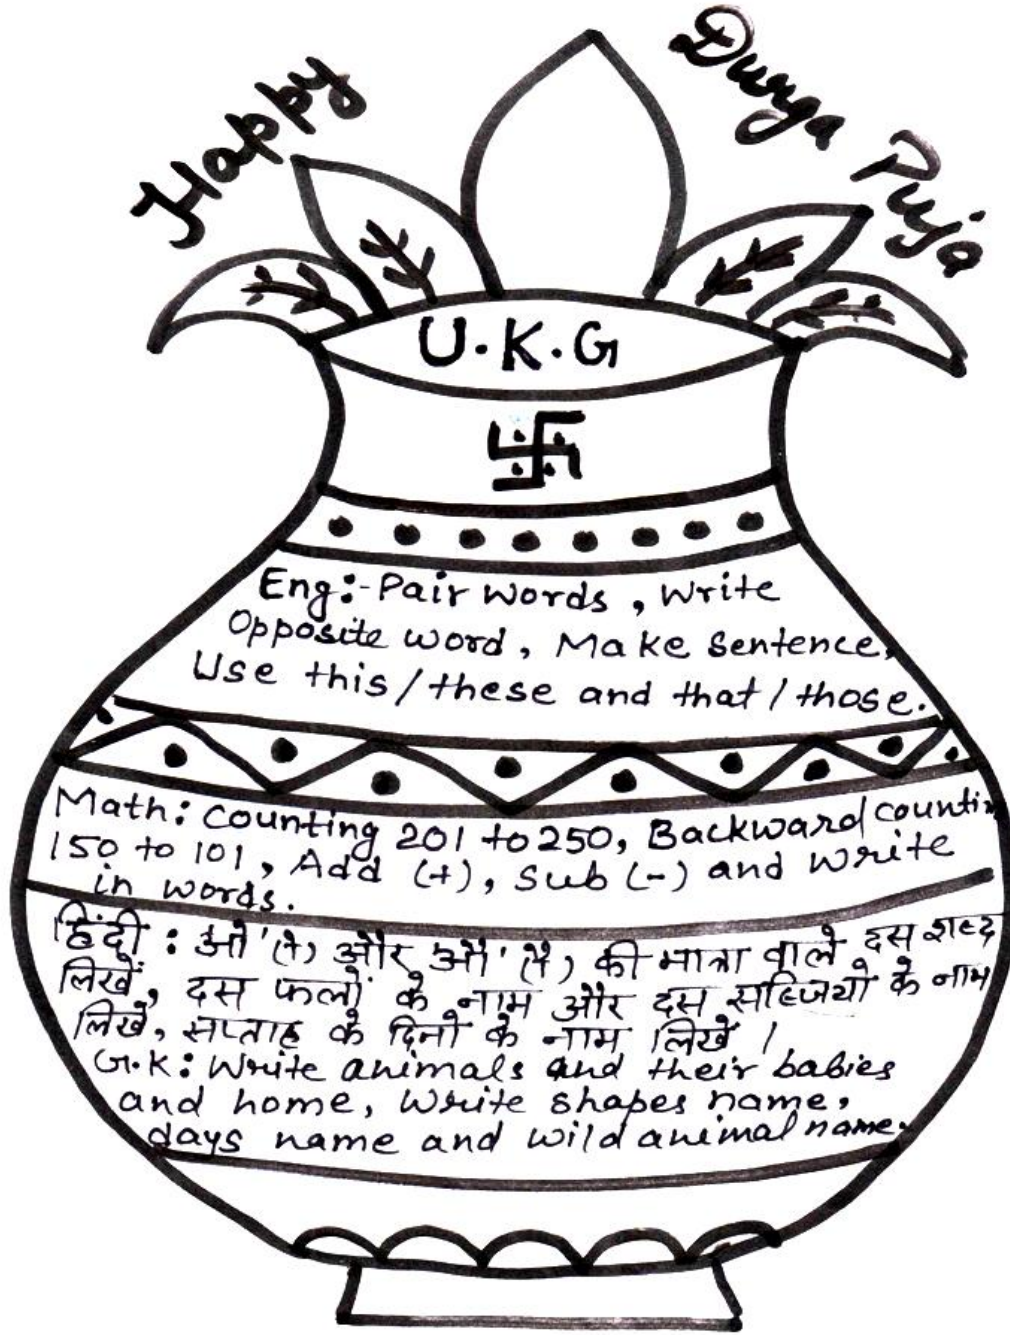 Happy Durga Puja
U.K.G
Eng:- Pair words, write
Opposite word, Make sentence,
Use this/these and that/those.
Math: Counting 201 to 250, Backward countin
150 to 101, Add (+), Sub (-) and write
in words.
हिंदी : ओ (ो) और औ (ौ) की मात्रा वाले दस शब्द
लिखें, दस फलों के नाम और दस सब्जियों के नाम
लिखें, सप्ताह के दिनों के नाम लिखें।
G.K: Write animals and their babies
and home, Write shapes name,
days name and wild animal name.